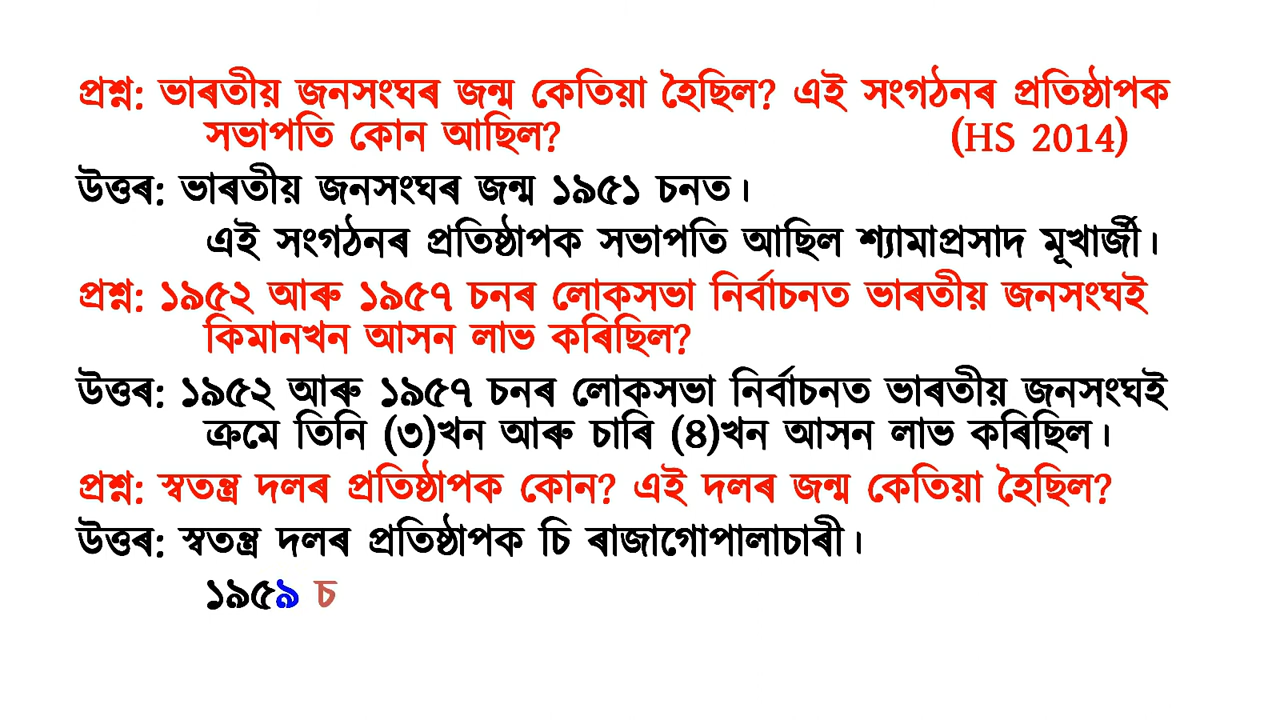 প্ৰশ্ন: ভাৰতীয় জনসংঘৰ জন্ম কেতিয়া হৈছিল? এই সংগঠনৰ প্ৰতিষ্ঠাপক
সভাপতি কোন আছিল? (HS 2014)
উত্তৰ: ভাৰতীয় জনসংঘৰ জন্ম ১৯৫১ চনত।
এই সংগঠনৰ প্ৰতিষ্ঠাপক সভাপতি আছিল শ্যামাপ্ৰসাদ মূখাৰ্জী।
প্ৰশ্ন: ১৯৫২ আৰু ১৯৫৭ চনৰ লোকসভা নিৰ্বাচনত ভাৰতীয় জনসংঘই
কিমানখন আসন লাভ কৰিছিল?
উত্তৰ: ১৯৫২ আৰু ১৯৫৭ চনৰ লোকসভা নিৰ্বাচনত ভাৰতীয় জনসংঘই
ক্ৰমে তিনি (৩)খন আৰু চাৰি (৪)খন আসন লাভ কৰিছিল।
প্ৰশ্ন: স্বতন্ত্ৰ দলৰ প্ৰতিষ্ঠাপক কোন? এই দলৰ জন্ম কেতিয়া হৈছিল?
উত্তৰ: স্বতন্ত্ৰ দলৰ প্ৰতিষ্ঠাপক চি ৰাজাগোপালাচাৰী।
১৯৫৯ চ